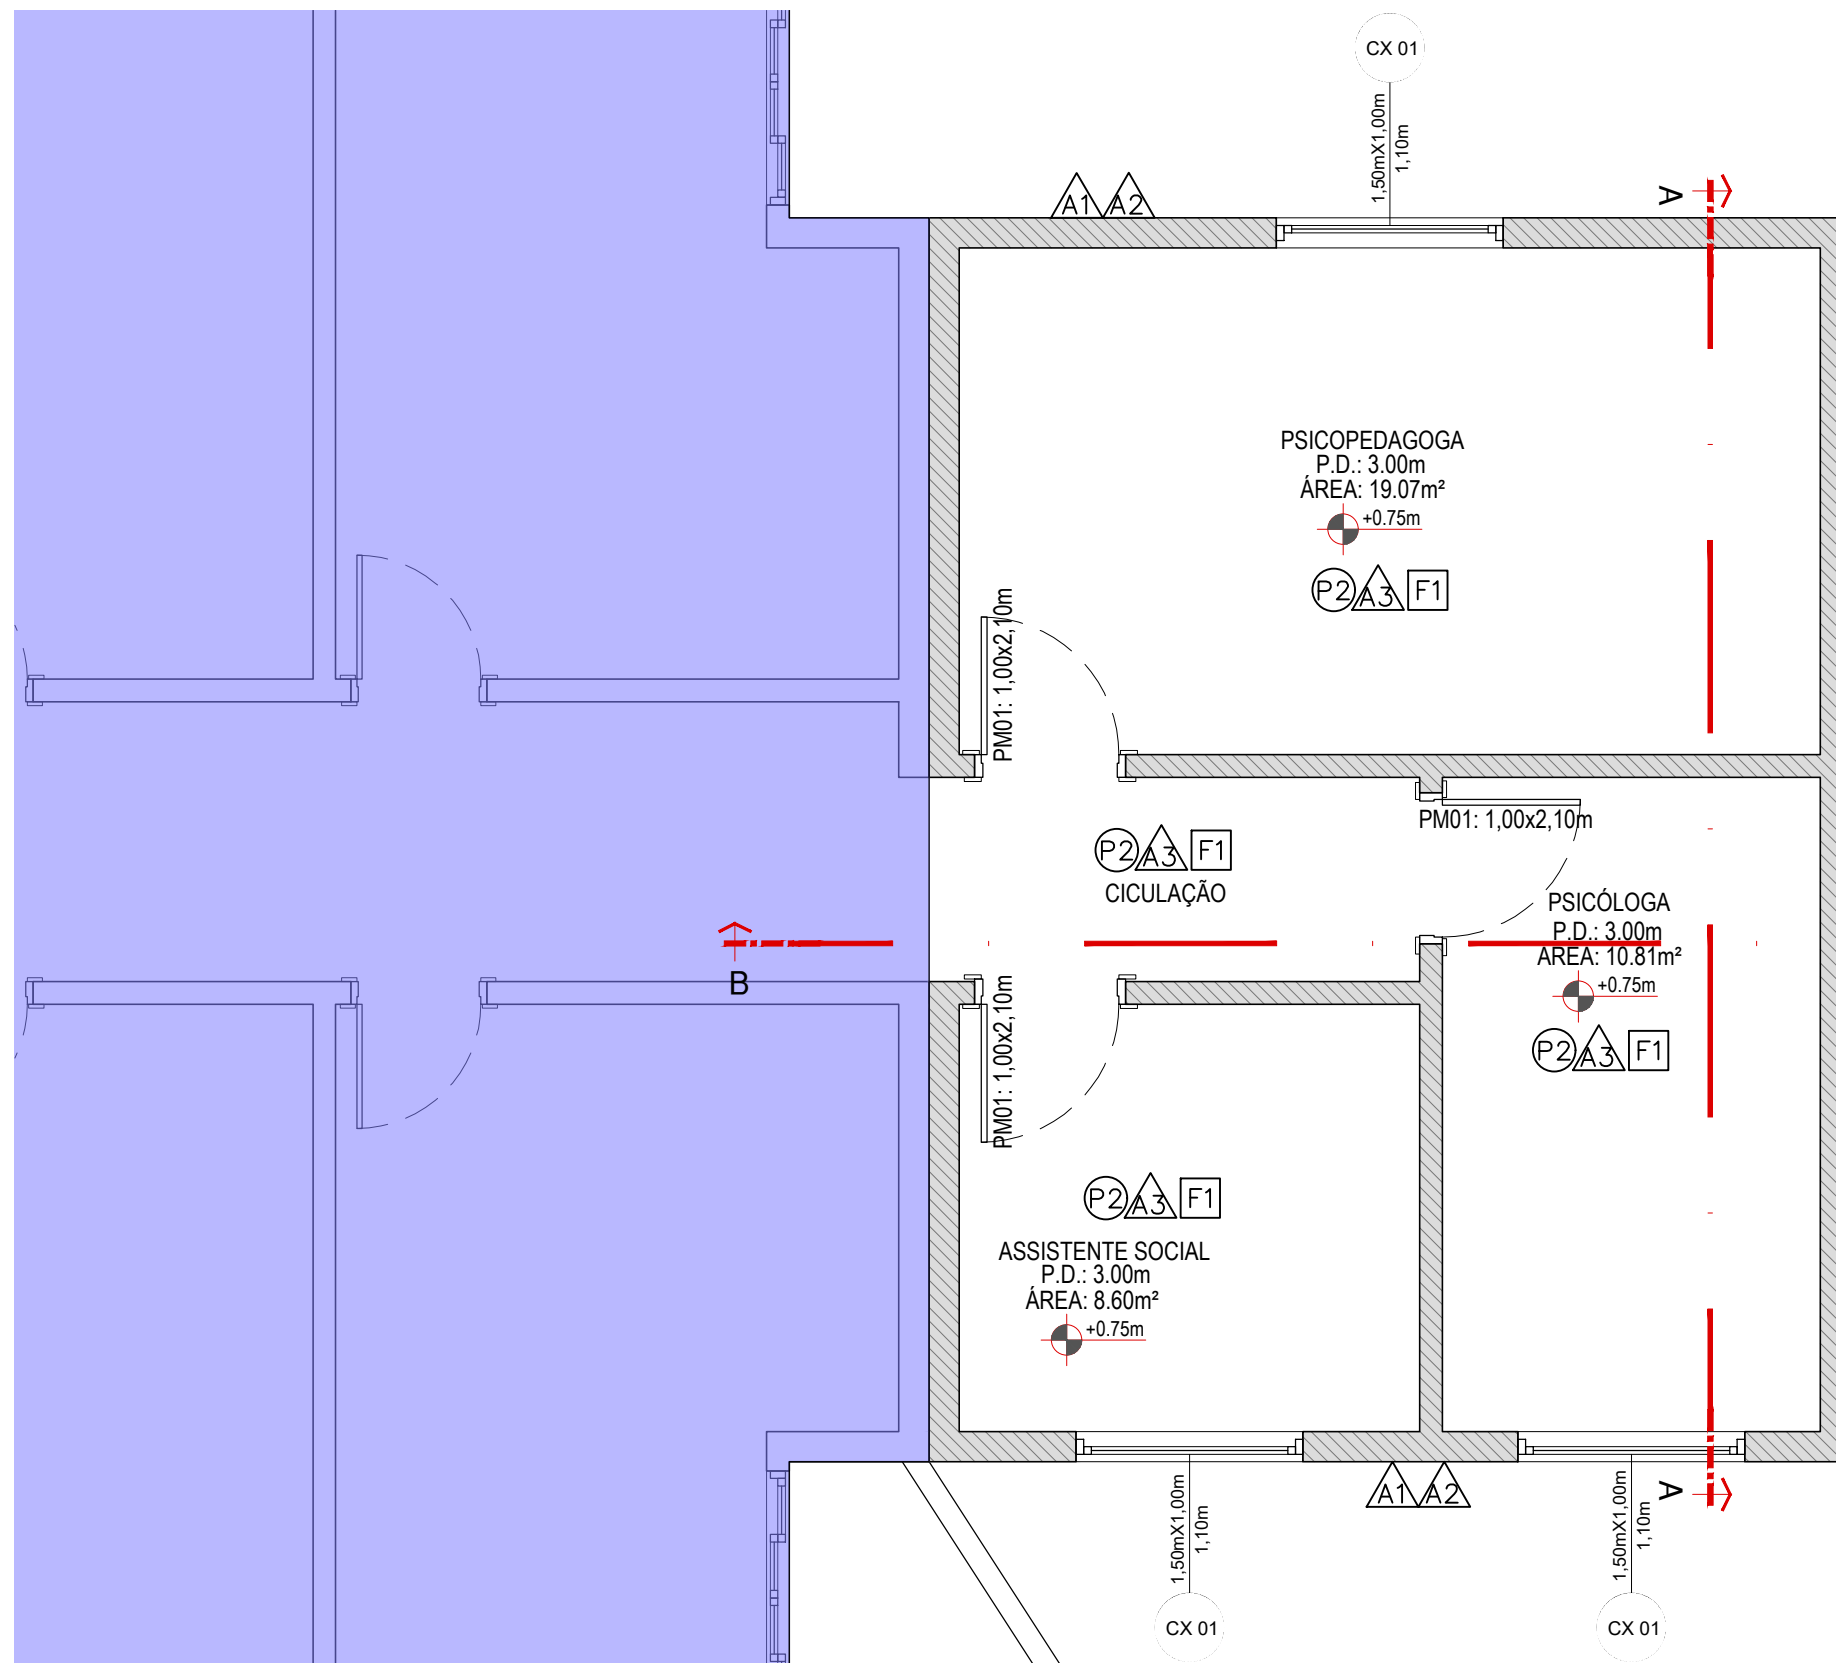 CX 01
1,50mX1,00m
1,10m
A1 A2
A
PSICOPEDAGOGA
P.D.: 3.00m
ÁREA: 19.07m²
+0.75m
P2 A3 F1
PM01: 1,00x2,10m
PM01: 1,00x2,10m
P2 A3 F1
CICULAÇÃO
PSICÓLOGA
P.D.: 3.00m
ÁREA: 10.81m²
+0.75m
P2 A3 F1
B
PM01: 1,00x2,10m
P2 A3 F1
ASSISTENTE SOCIAL
P.D.: 3.00m
ÁREA: 8.60m²
+0.75m
A1 A2
A
1,50mX1,00m
1,10m
1,50mX1,00m
1,10m
CX 01
CX 01